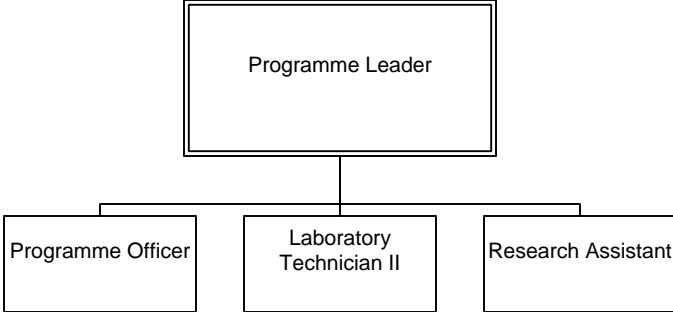 Programme Leader
Programme Officer
Laboratory
Technician II
Research Assistant